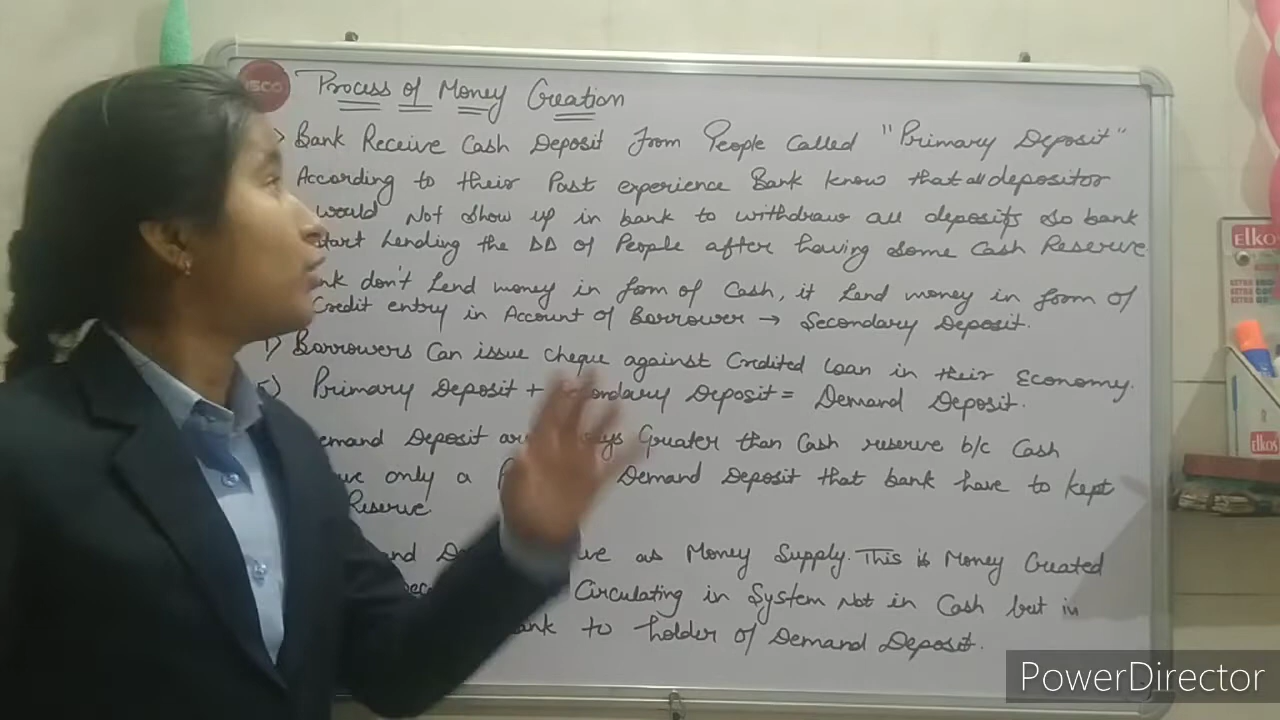 Process of Money Creation
Bank Receive Cash Deposit from People called "Primary Deposit"
According to their Past experience Bank know that all depositor
would Not show up in bank to withdraw all deposits so bank
Start Lending the DD of People after having some Cash Reserve
don't Lend money in form of Cash, it Lend money in form of
Credit entry in Account of Borrower → Secondary Deposit.
Borrowers Can issue cheque against Credited Loan in their Economy.
5) Primary Deposit + Secondary Deposit = Demand Deposit.
Demand Deposit Greater than Cash reserve b/c Cash
only a Demand Deposit that bank have to kept
Reserve
as Money Supply. This is Money Created
Circulating in System Not in Cash but in
to holder of Demand Deposit.
elkos
elkos
PowerDirector